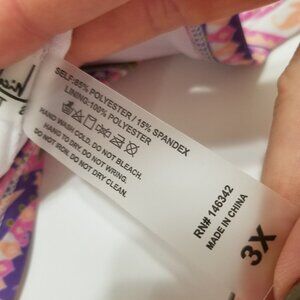 SELF:85% POLYESTER / 15% SPANDEX
LINING:100% POLYESTER
HAND WASH COLD. DO NOT BLEACH.
HANG TO DRY. DO NOT WRING.
DO NOT IRON. DO NOT DRY CLEAN.
RN# 146342
MADE IN CHINA
3X